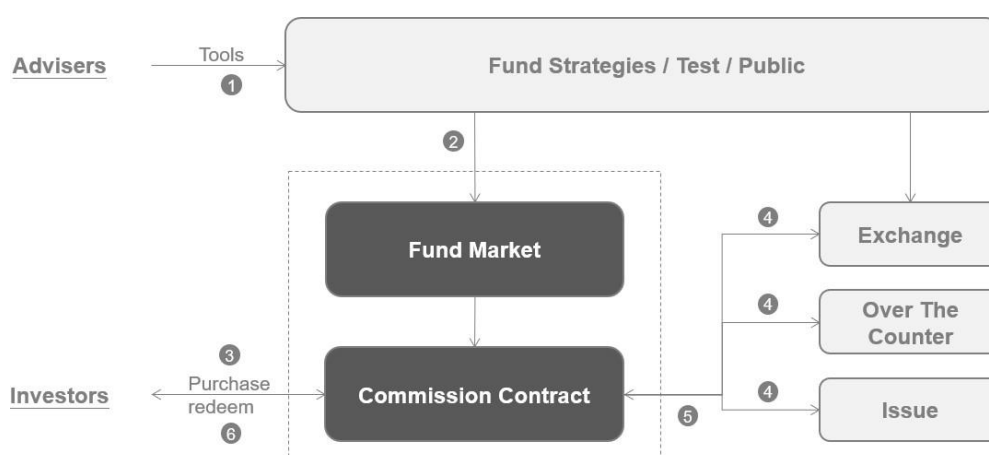 Tools
Advisers
Fund Strategies / Test / Public
1
2
4
Fund Market
Exchange
4
Over The
Counter
3
Purchase
Investors
redeem
Commission Contract
4
5
Issue
6